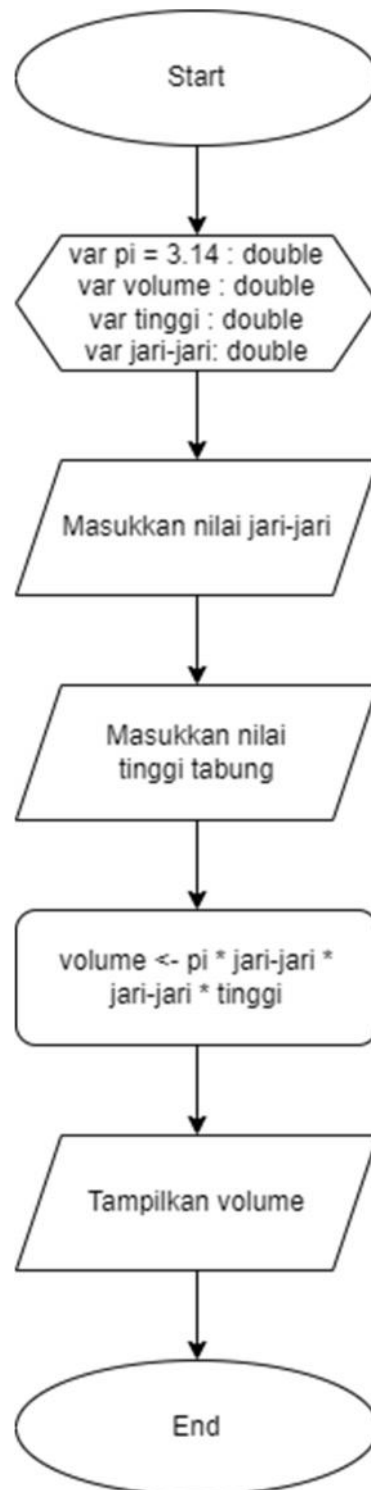 Start
var pi = 3.14 : double
var volume : double
var tinggi : double
var jari-jari: double
Masukkan nilai jari-jari
Masukkan nilai
tinggi tabung
volume <- pi * jari-jari *
jari-jari * tinggi
Tampilkan volume
End